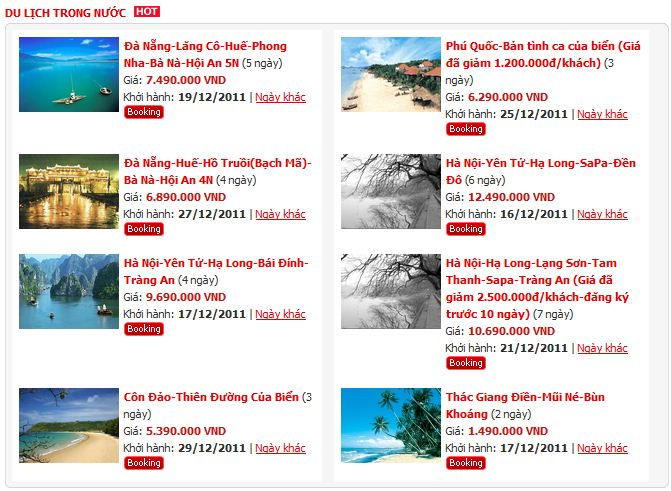 DU LỊCH TRONG NƯỚC HOT
Đà Nẵng-Lăng Cô-Huế-Phong
Nha-Bà Nà-Hội An 5N (5 ngày)
Giá: 7.490.000 VND
Khởi hành: 19/12/2011 | Ngày khác
Booking
Phú Quốc-Bản tình ca của biển (Giá
đã giảm 1.200.000đ/khách) (3
ngày)
Giá: 6.290.000 VND
Khởi hành: 25/12/2011 | Ngày khác
Booking
Đà Nẵng-Huế-Hồ Truồi(Bạch Mã)-
Bà Nà-Hội An 4N (4 ngày)
Giá: 6.890.000 VND
Khởi hành: 27/12/2011 | Ngày khác
Booking
Hà Nội-Yên Tử-Hạ Long-SaPa-Đền
Đô (6 ngày)
Giá: 12.490.000 VND
Khởi hành: 16/12/2011 | Ngày khác
Booking
Hà Nội-Yên Tử-Hạ Long-Bái Đính-
Tràng An (4 ngày)
Giá: 9.690.000 VND
Khởi hành: 17/12/2011 | Ngày khác
Booking
Hà Nội-Hạ Long-Lạng Sơn-Tam
Thanh-Sapa-Tràng An (Giá đã
giảm 2.500.000đ/khách-đăng ký
trước 10 ngày) (7 ngày)
Giá: 10.690.000 VND
Khởi hành: 21/12/2011 | Ngày khác
Booking
Côn Đảo-Thiên Đường Của Biển (3
ngày)
Giá: 5.390.000 VND
Khởi hành: 29/12/2011 | Ngày khác
Booking
Thác Giang Điền-Mũi Né-Bùn
Khoáng (2 ngày)
Giá: 1.490.000 VND
Khởi hành: 17/12/2011 | Ngày khác
Booking